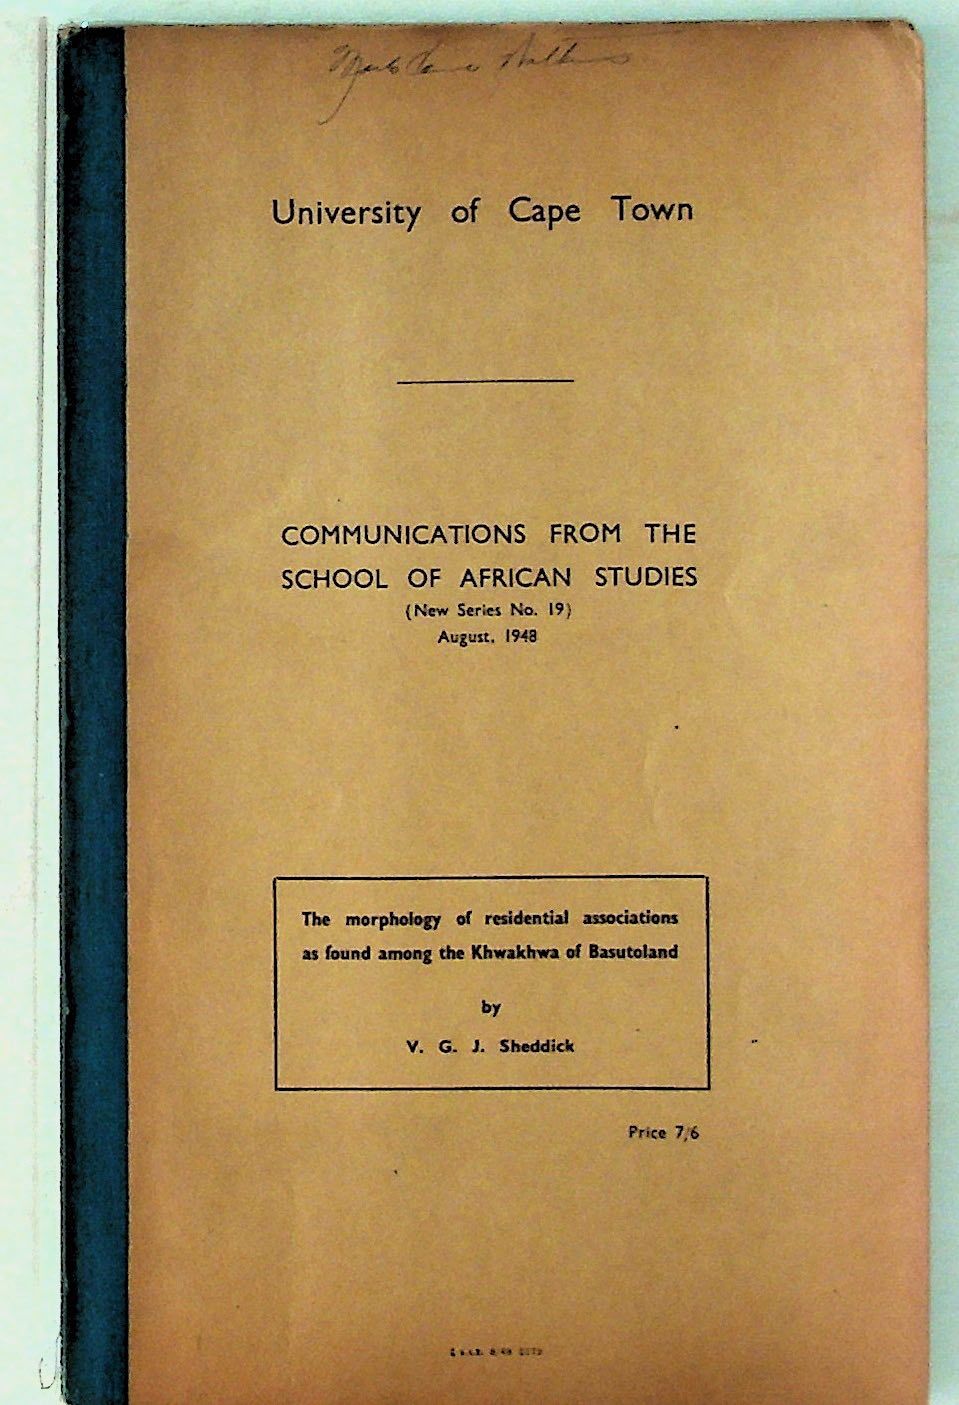 University of Cape Town
COMMUNICATIONS FROM THE
SCHOOL OF AFRICAN STUDIES
(New Series No. 19)
August, 1948
The morphology of residential associations
as found among the Khwakhwa of Basutoland
by
V. G. J. Sheddick
Price 7/6